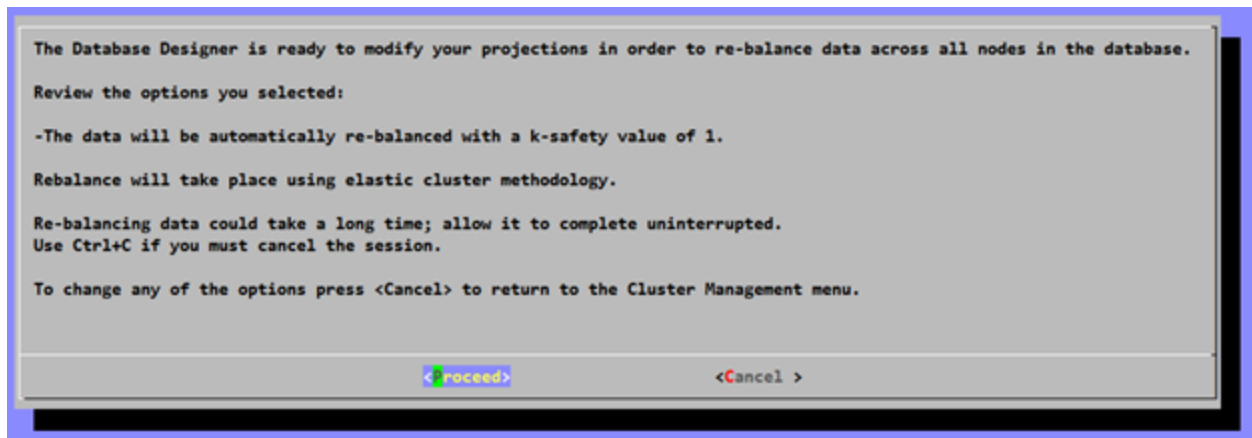 The Database Designer is ready to modify your projections in order to re-balance data across all nodes in the database.
Review the options you selected:
-The data will be automatically re-balanced with a k-safety value of 1.
Rebalance will take place using elastic cluster methodology.
Re-balancing data could take a long time; allow it to complete uninterrupted.
Use Ctrl+C if you must cancel the session.
To change any of the options press <Cancel> to return to the Cluster Management menu.
<Proceed> <Cancel >